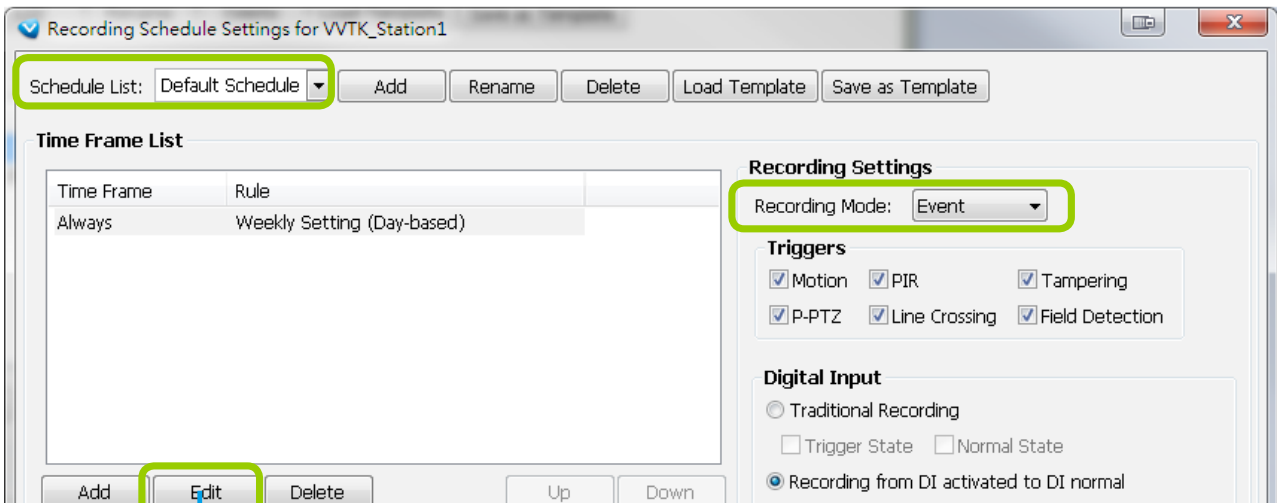 Recording Schedule Settings for VVTK_Station1
Schedule List: Default Schedule Add Rename Delete Load Template Save as Template
Time Frame List
Time Frame Rule
Always Weekly Setting (Day-based)
Add Edit Delete Up Down
Recording Settings
Recording Mode: Event
Triggers
Motion PIR Tampering
P-PTZ Line Crossing Field Detection
Digital Input
Traditional Recording
Trigger State Normal State
Recording from DI activated to DI normal